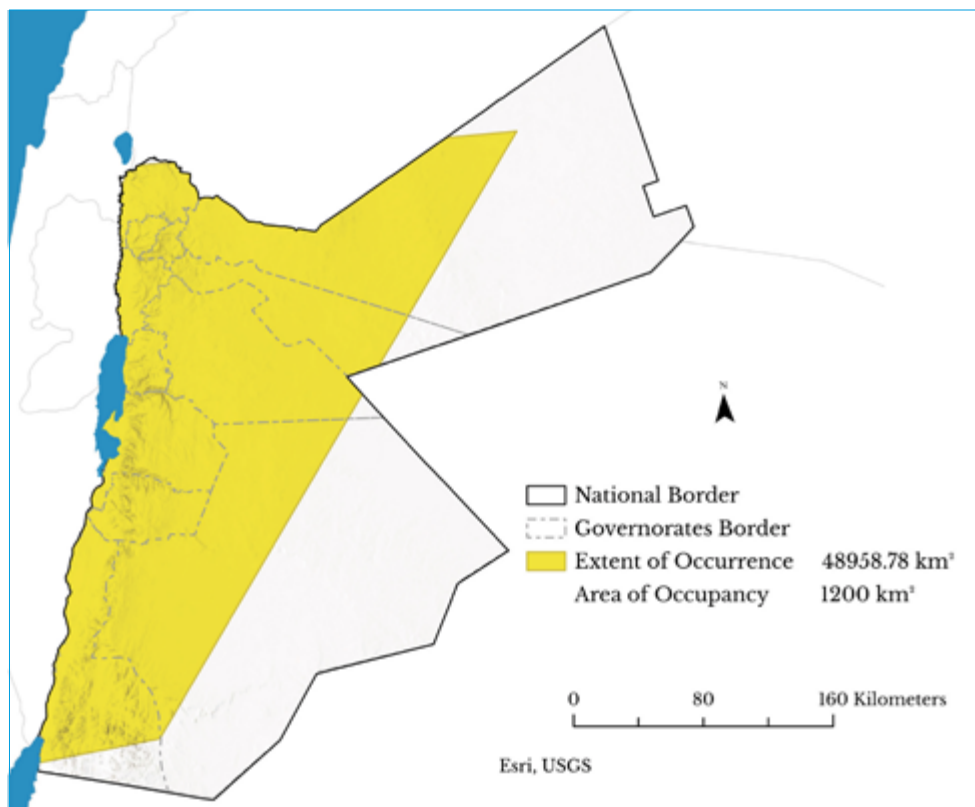 N
National Border
Governorates Border
Extent of Occurrence 48958.78 km²
Area of Occupancy 1200 km²
0 80 160 Kilometers
Esri, USGS